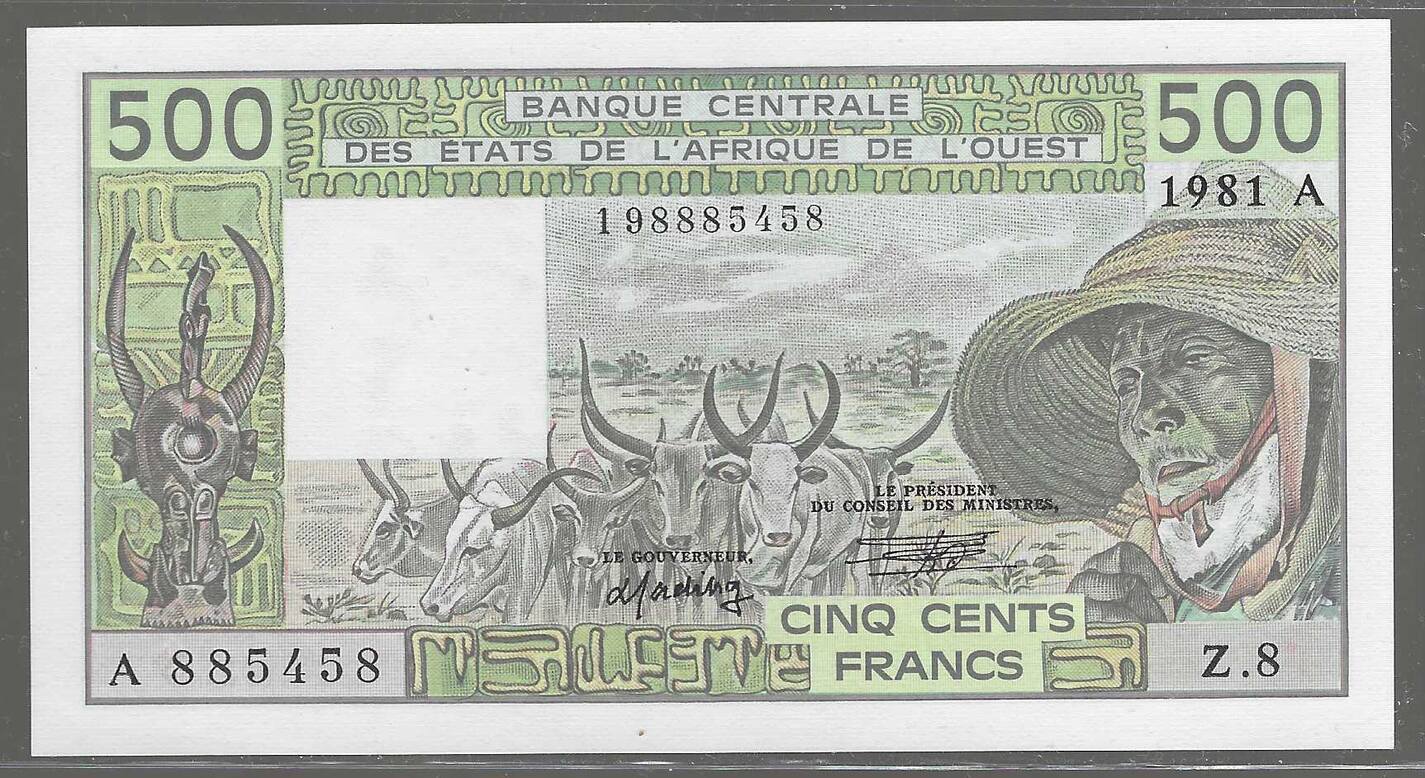 500
BANQUE CENTRALE
500
DES ÉTATS DE L'AFRIQUE DE L'OUEST
1981 A
198885458
LE PRÉSIDENT
DU CONSEIL DES MINISTRES,
LE GOUVERNEUR,
CINQ CENTS
FRANCS
A 885458
Z.8